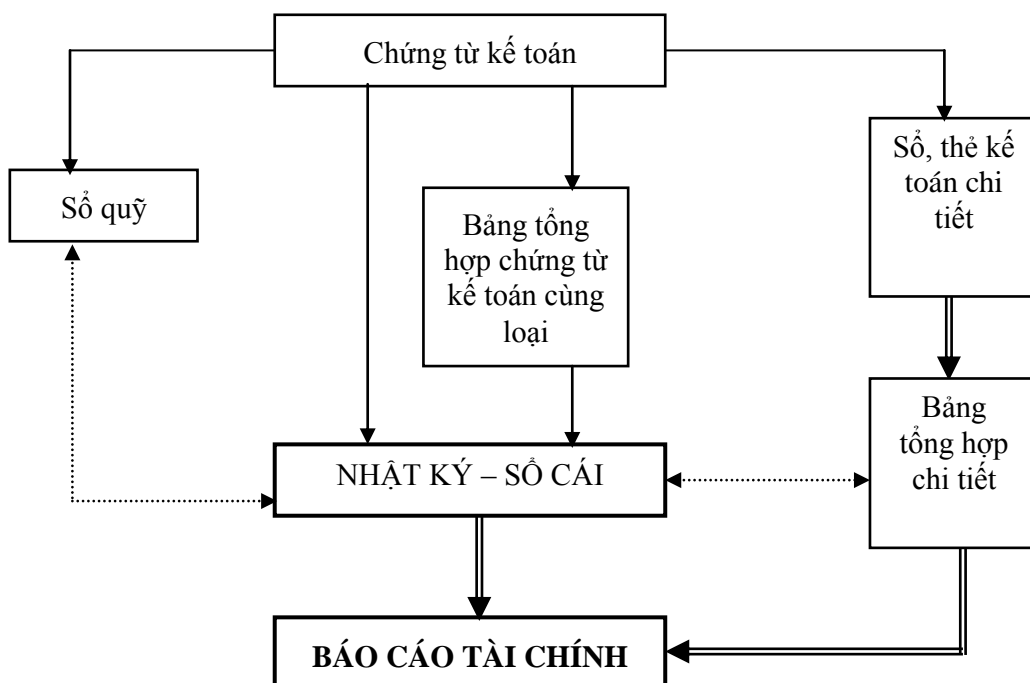 Chứng từ kế toán
Sổ quỹ
Bảng tổng
hợp chứng từ
kế toán cùng
loại
Sổ, thẻ kế
toán chi
tiết
NHẬT KÝ – SỔ CÁI
Bảng
tổng hợp
chi tiết
BÁO CÁO TÀI CHÍNH